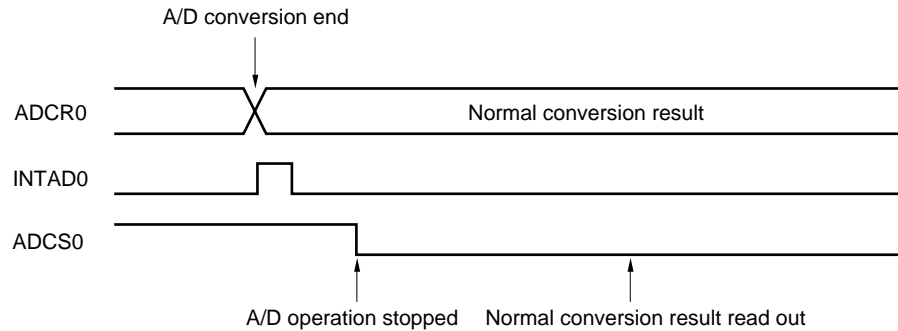 A/D conversion end
ADCR0
Normal conversion result
INTAD0
ADCS0
A/D operation stopped
Normal conversion result read out